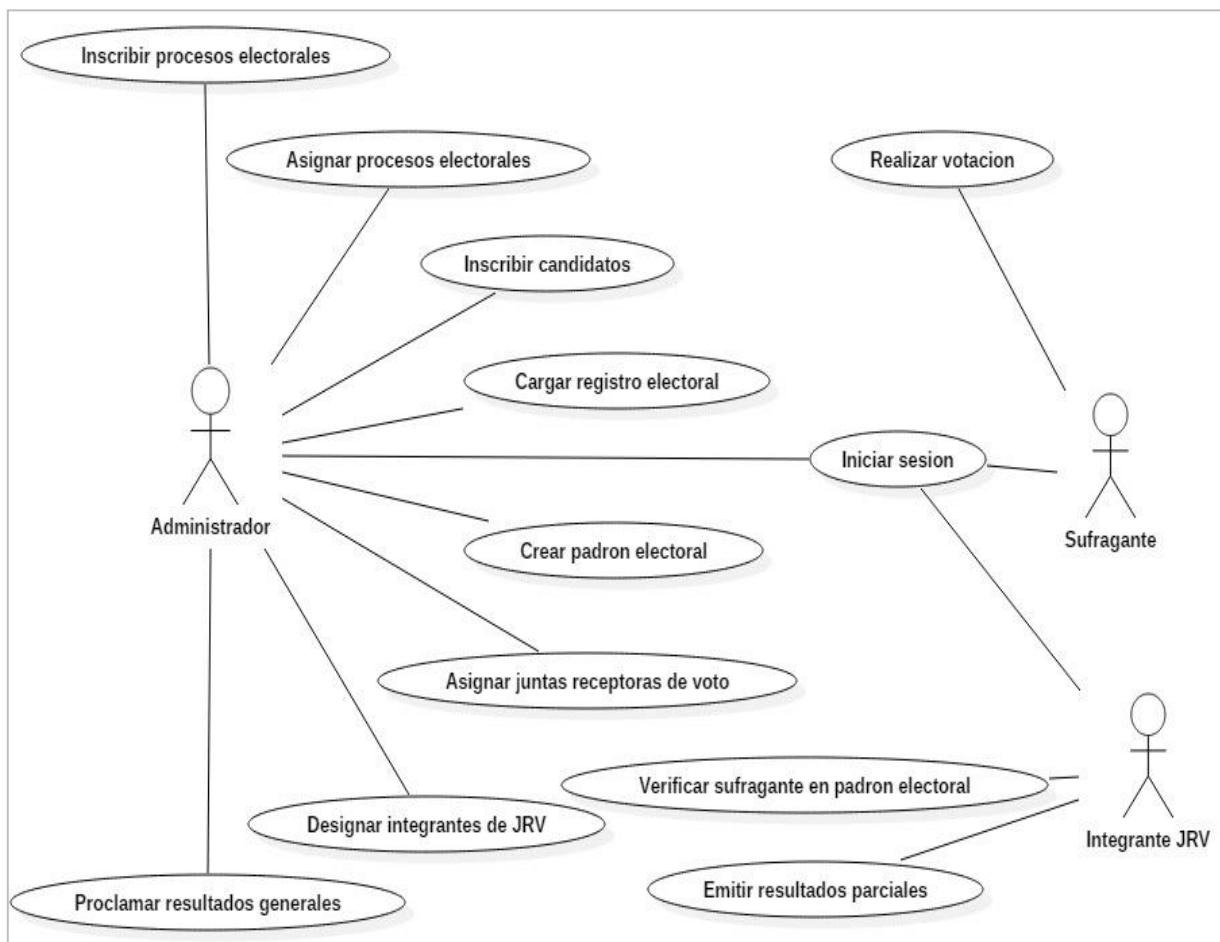 Inscribir procesos electorales
Asignar procesos electorales
Realizar votacion
Inscribir candidatos
Cargar registro electoral
Iniciar sesion
Administrador
Sufragante
Crear padron electoral
Asignar juntas receptoras de voto
Verificar sufragante en padron electoral
Designar integrantes de JRV
Integrante JRV
Emitir resultados parciales
Proclamar resultados generales